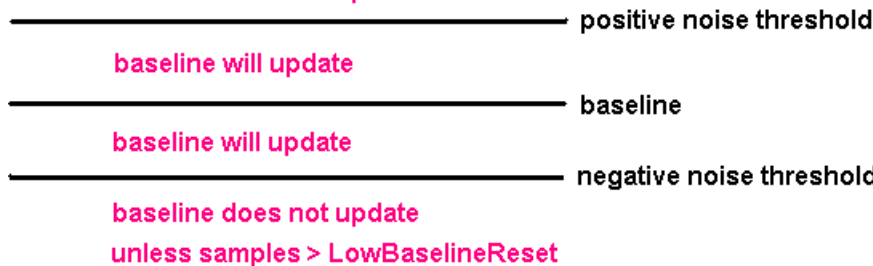 positive noise threshold
baseline will update
baseline
baseline will update
negative noise threshold
baseline does not update
unless samples > LowBaselineReset